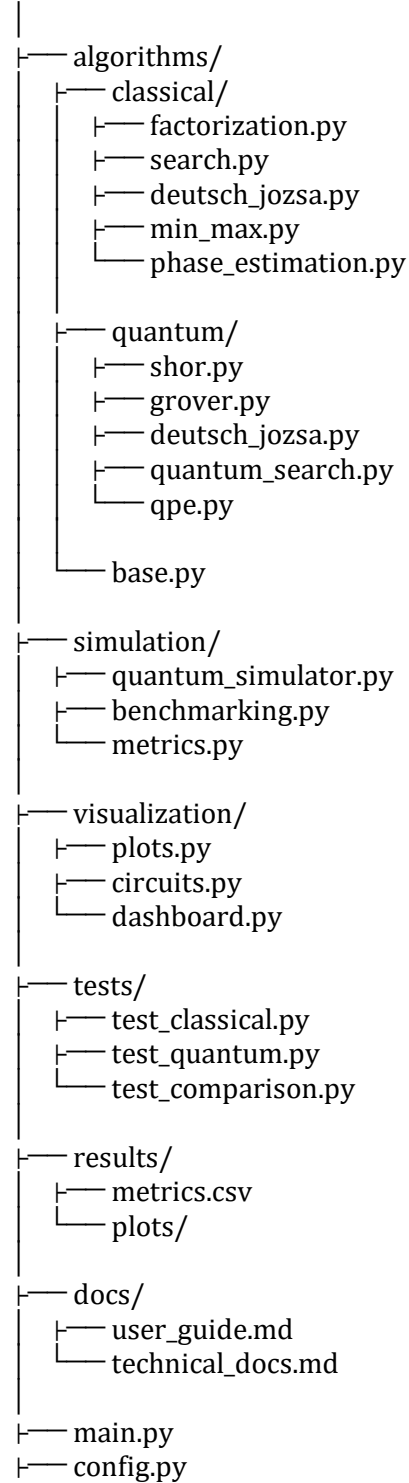 algorithms/
classical/
factorization.py
search.py
deutsch_jozsa.py
min_max.py
phase_estimation.py
quantum/
shor.py
grover.py
deutsch_jozsa.py
quantum_search.py
qpe.py
base.py
simulation/
quantum_simulator.py
benchmarking.py
metrics.py
visualization/
plots.py
circuits.py
dashboard.py
tests/
test_classical.py
test_quantum.py
test_comparison.py
results/
metrics.csv
plots/
docs/
user_guide.md
technical_docs.md
main.py
config.py